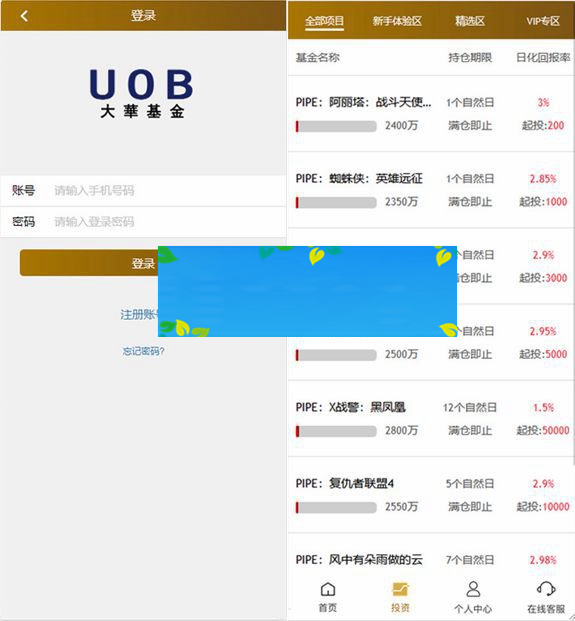 登录
UOB
大華基金
账号 请输入手机号码
密码 请输入登录密码
登录
注册账号
忘记密码?
全部项目 新手体验区 精选区 VIP专区
基金名称 持仓期限 日化回报率
PIPE：阿丽塔：战斗天使... 1个自然日 3%
2400万 满仓即止 起投:200
PIPE：蜘蛛侠：英雄远征 1个自然日 2.85%
2350万 满仓即止 起投:1000
个自然日 2.9%
满仓即止 起投:3000
个自然日 2.95%
2500万 满仓即止 起投:5000
PIPE：X战警：黑凤凰 12个自然日 1.5%
2800万 满仓即止 起投:50000
PIPE：复仇者联盟4 5个自然日 2.9%
2550万 满仓即止 起投:10000
PIPE：风中有朵雨做的云 7个自然日 2.98%
首页 投资 个人中心 在线客服